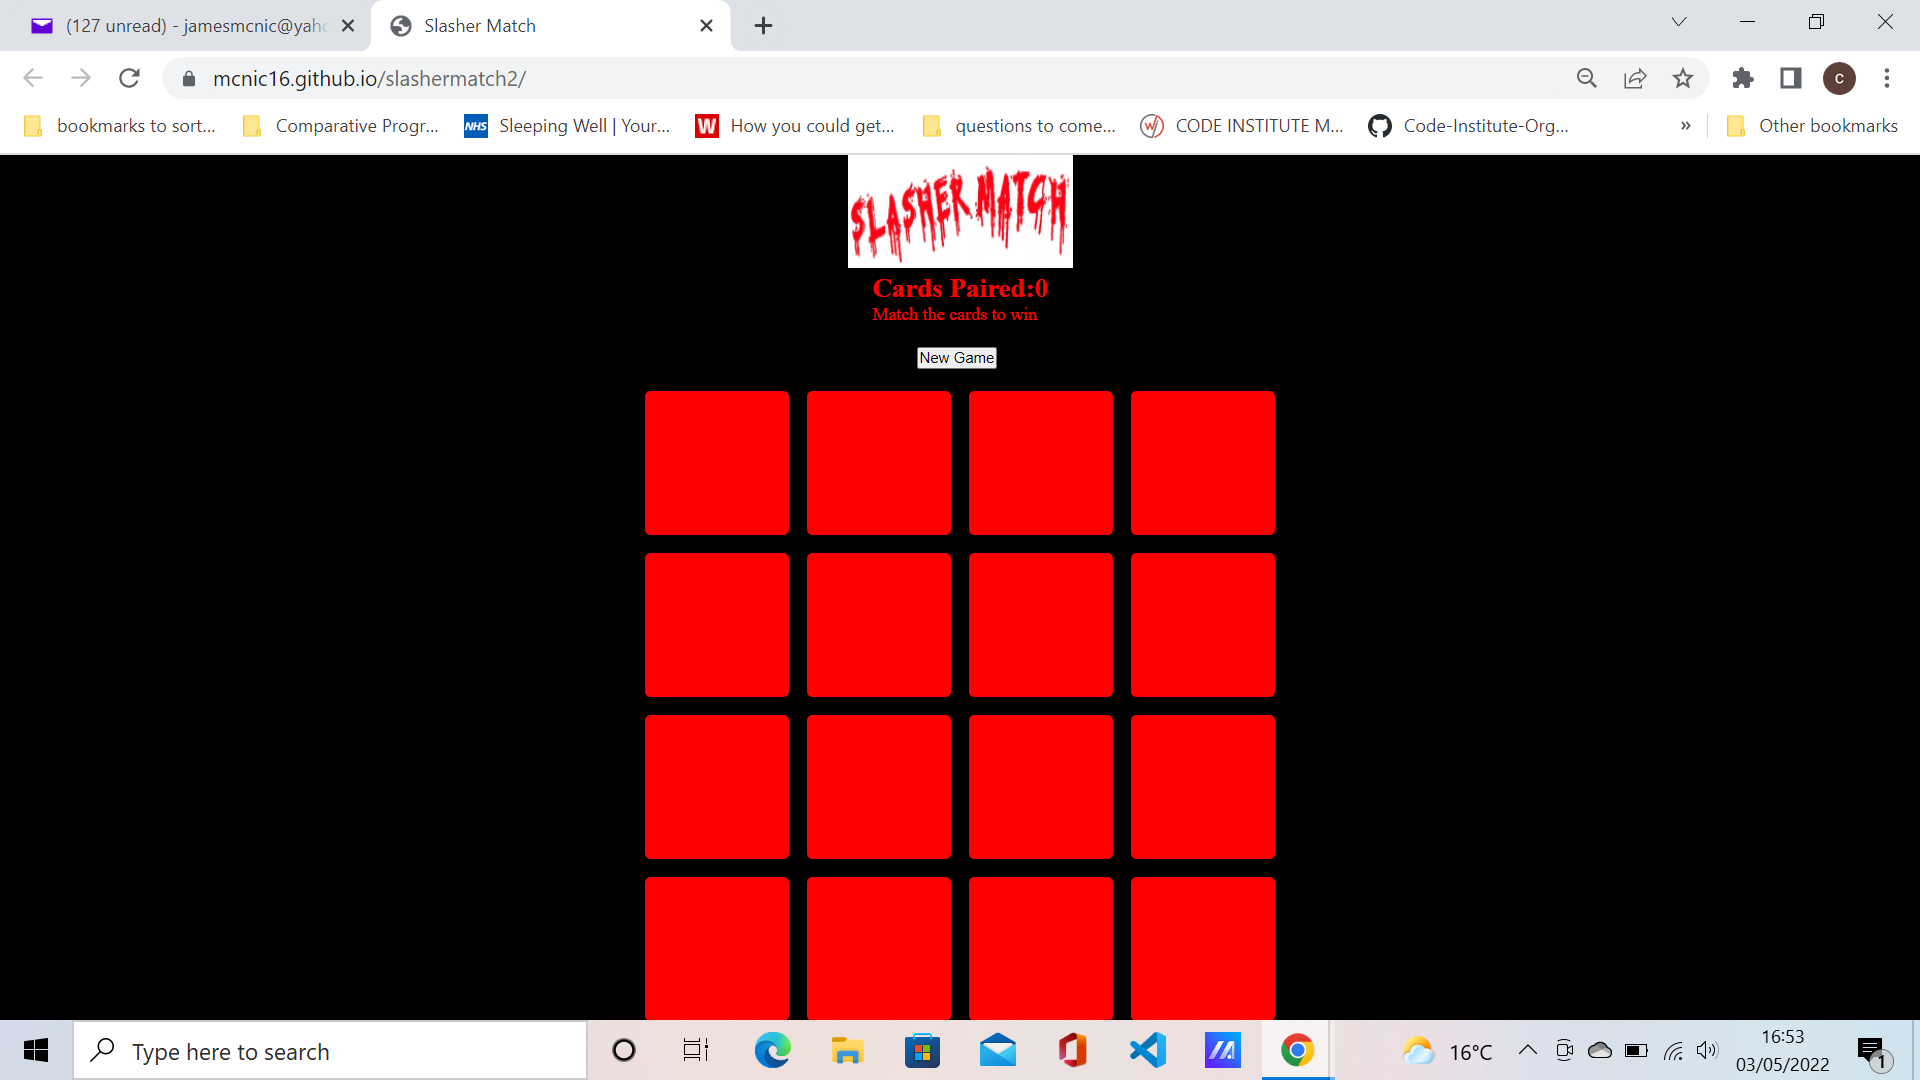 (127 unread) - jamesmcnic@yaho
Slasher Match
mcnic16.github.io/slashermatch2/
c
bookmarks to sort...
Comparative Progr...
NHS
Sleeping Well | Your...
W
How you could get...
questions to come...
CODE INSTITUTE M...
Code-Institute-Org...
»
Other bookmarks
SLASHER MATCH
Cards Paired:0
Match the cards to win
New Game
Type here to search
16°C
16:53
03/05/2022
1